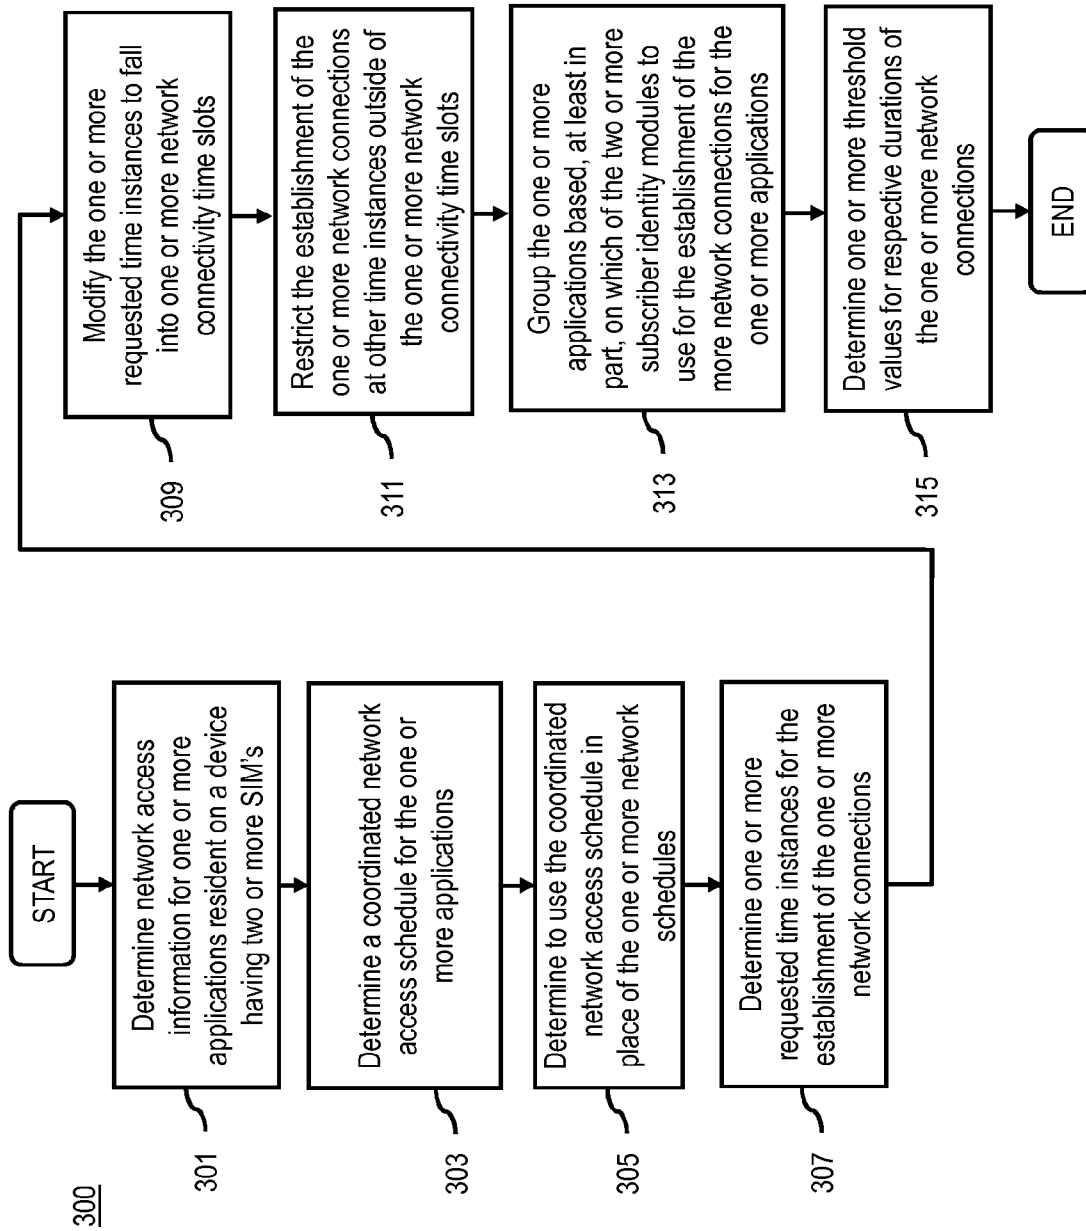 300
START
301
Determine network access
information for one or more
applications resident on a device
having two or more SIM's
303
Determine a coordinated network
access schedule for the one or
more applications
305
Determine to use the coordinated
network access schedule in
place of the one or more network
schedules
307
Determine one or more
requested time instances for the
establishment of the one or more
network connections
309
Modify the one or more
requested time instances to fall
into one or more network
connectivity time slots
311
Restrict the establishment of the
one or more network connections
at other time instances outside of
the one or more network
connectivity time slots
313
Group the one or more
applications based, at least in
part, on which of the two or more
subscriber identity modules to
use for the establishment of the
more network connections for the
one or more applications
315
Determine one or more threshold
values for respective durations of
the one or more network
connections
END